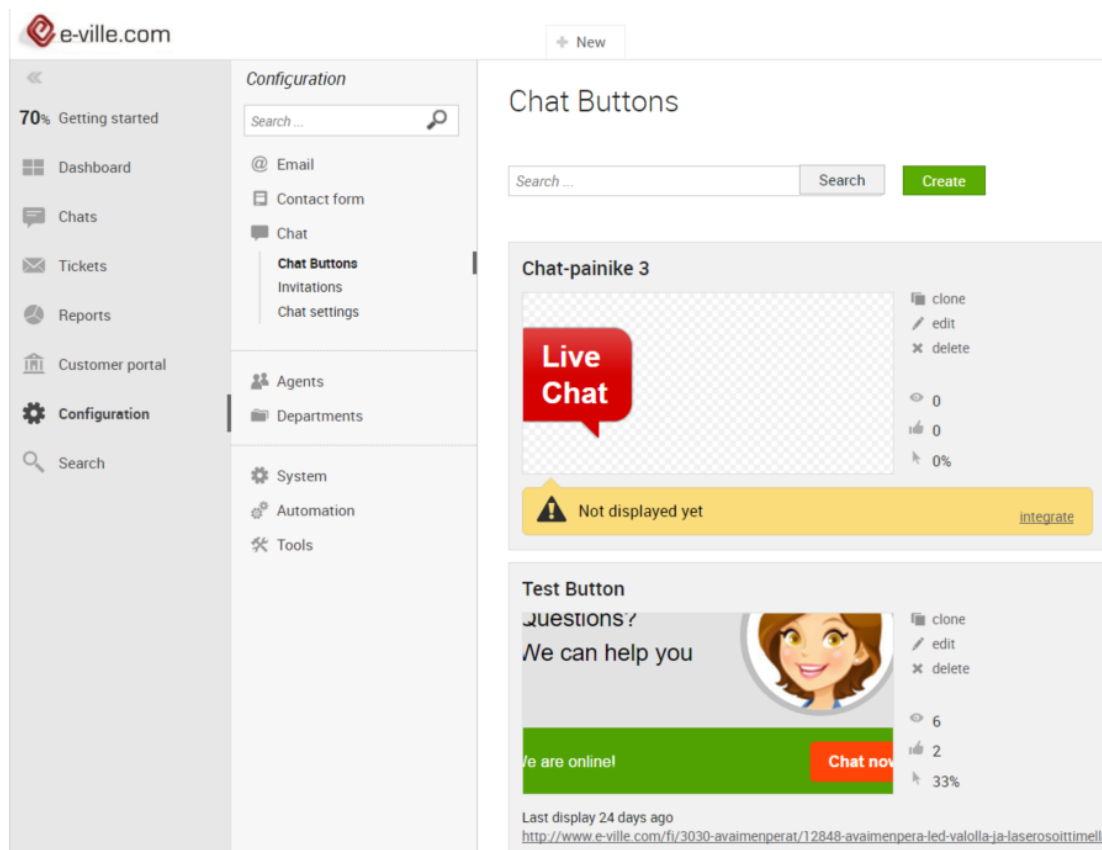 e-ville.com
New
70% Getting started
Dashboard
Chats
Tickets
Reports
Customer portal
Configuration
Search
Configuration
Search ...
Email
Contact form
Chat
Chat Buttons
Invitations
Chat settings
Agents
Departments
System
Automation
Tools
Chat Buttons
Search ...
Search
Create
Chat-painike 3
Live
Chat
clone
edit
delete
0
0
0%
Not displayed yet
integrate
Test Button
Questions?
We can help you
We are online!
Chat now
clone
edit
delete
6
2
33%
Last display 24 days ago
http://www.e-ville.com/fi/3030-avaimenperat/12848-avaimenpera-led-valolla-ja-laserosoittimell